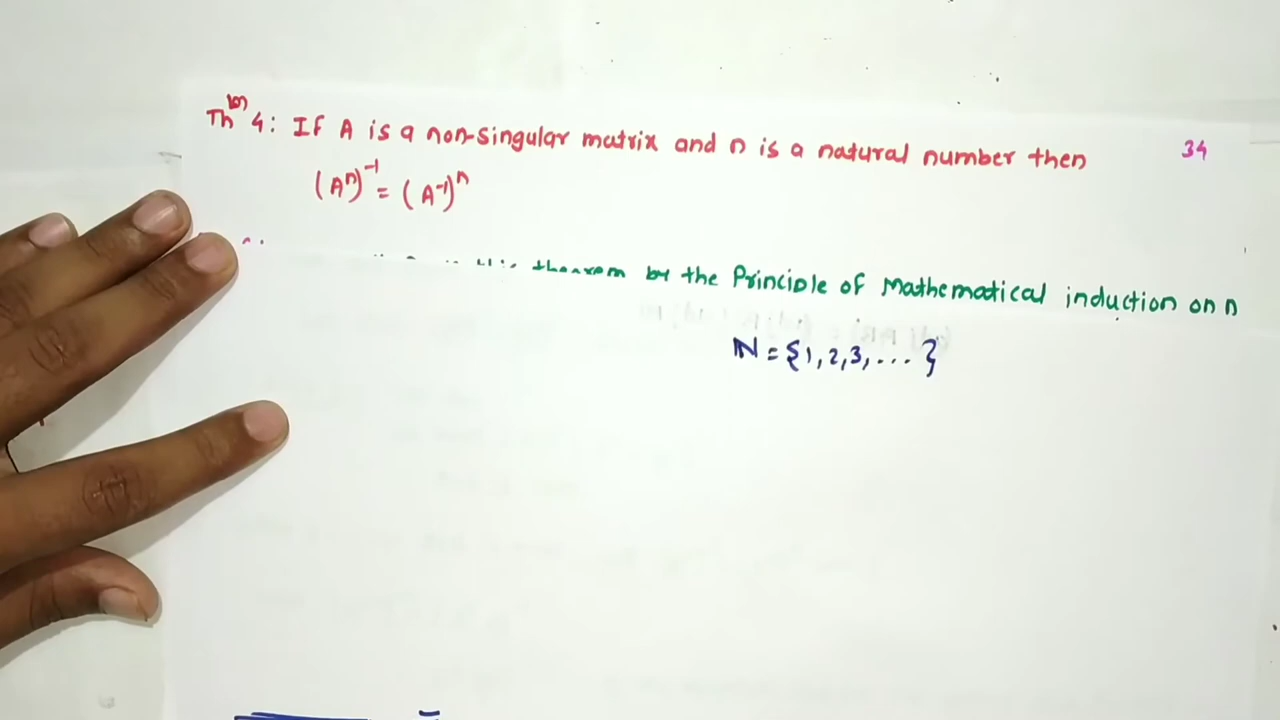 Thm 4: If A is a non-singular matrix and n is a natural number then
34
(Aⁿ)⁻¹ = (A⁻¹)ⁿ
theorem by the Principle of Mathematical induction on n
N = {1, 2, 3, ... }